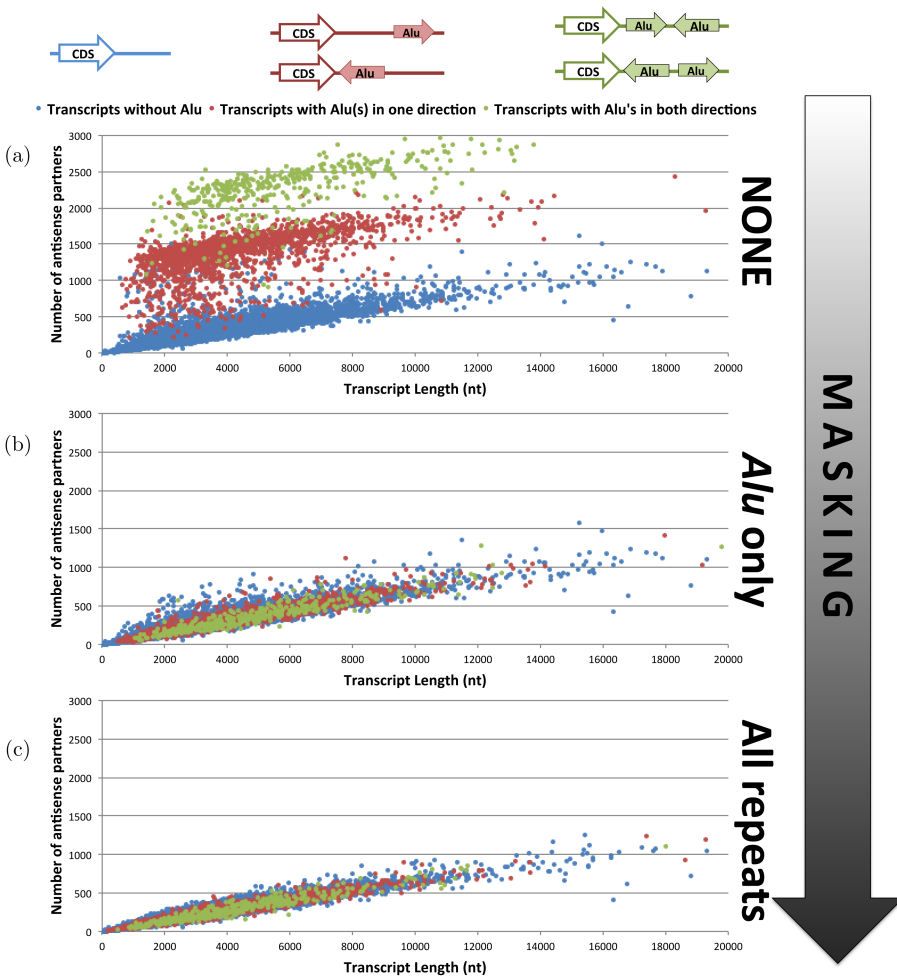 CDS
CDS Alu
CDS Alu
CDS Alu Alu
CDS Alu Alu
• Transcripts without Alu • Transcripts with Alu(s) in one direction • Transcripts with Alu's in both directions
(a)
Number of antisense partners
3000
2500
2000
1500
1000
500
0
0 2000 4000 6000 8000 10000 12000 14000 16000 18000 20000
Transcript Length (nt)
NONE
(b)
Number of antisense partners
3000
2500
2000
1500
1000
500
0
0 2000 4000 6000 8000 10000 12000 14000 16000 18000 20000
Transcript Length (nt)
Alu only
(c)
Number of antisense partners
3000
2500
2000
1500
1000
500
0
0 2000 4000 6000 8000 10000 12000 14000 16000 18000 20000
Transcript Length (nt)
All repeats
MASKING